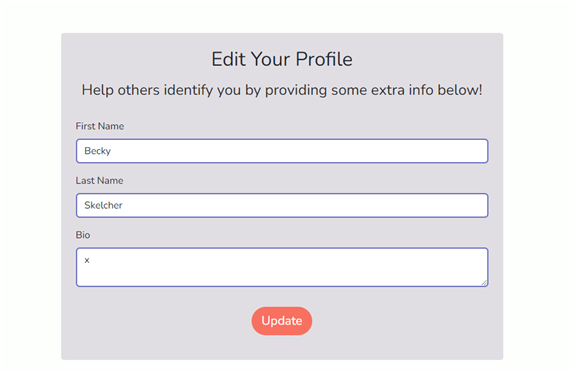 Edit Your Profile
Help others identify you by providing some extra info below!
First Name
Becky
Last Name
Skelcher
Bio
x
Update